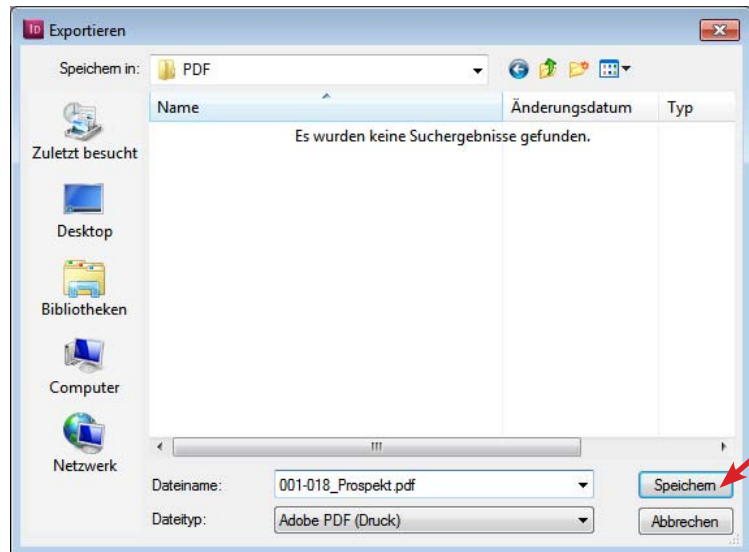 ID Exportieren
Speichern in: PDF
Name Änderungsdatum Typ
Es wurden keine Suchergebnisse gefunden.
Zuletzt besucht
Desktop
Bibliotheken
Computer
Netzwerk
Dateiname: 001-018_Prospekt.pdf Speichern
Dateityp: Adobe PDF (Druck) Abbrechen